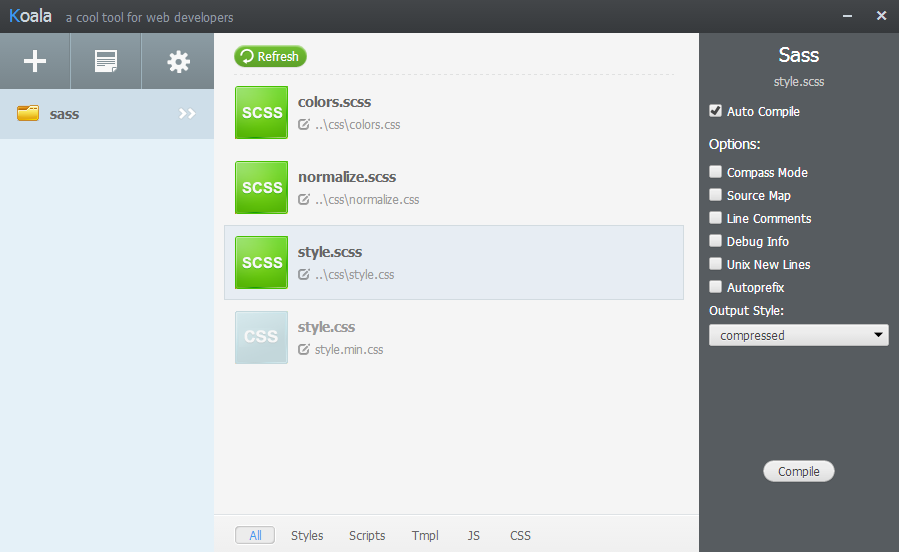 Koala a cool tool for web developers
sass
Refresh
SCSS
colors.scss
..\css\colors.css
SCSS
normalize.scss
..\css\normalize.css
SCSS
style.scss
..\css\style.css
CSS
style.css
style.min.css
All Styles Scripts Tmpl JS CSS
Sass
style.scss
Auto Compile
Options:
Compass Mode
Source Map
Line Comments
Debug Info
Unix New Lines
Autoprefix
Output Style:
compressed
Compile